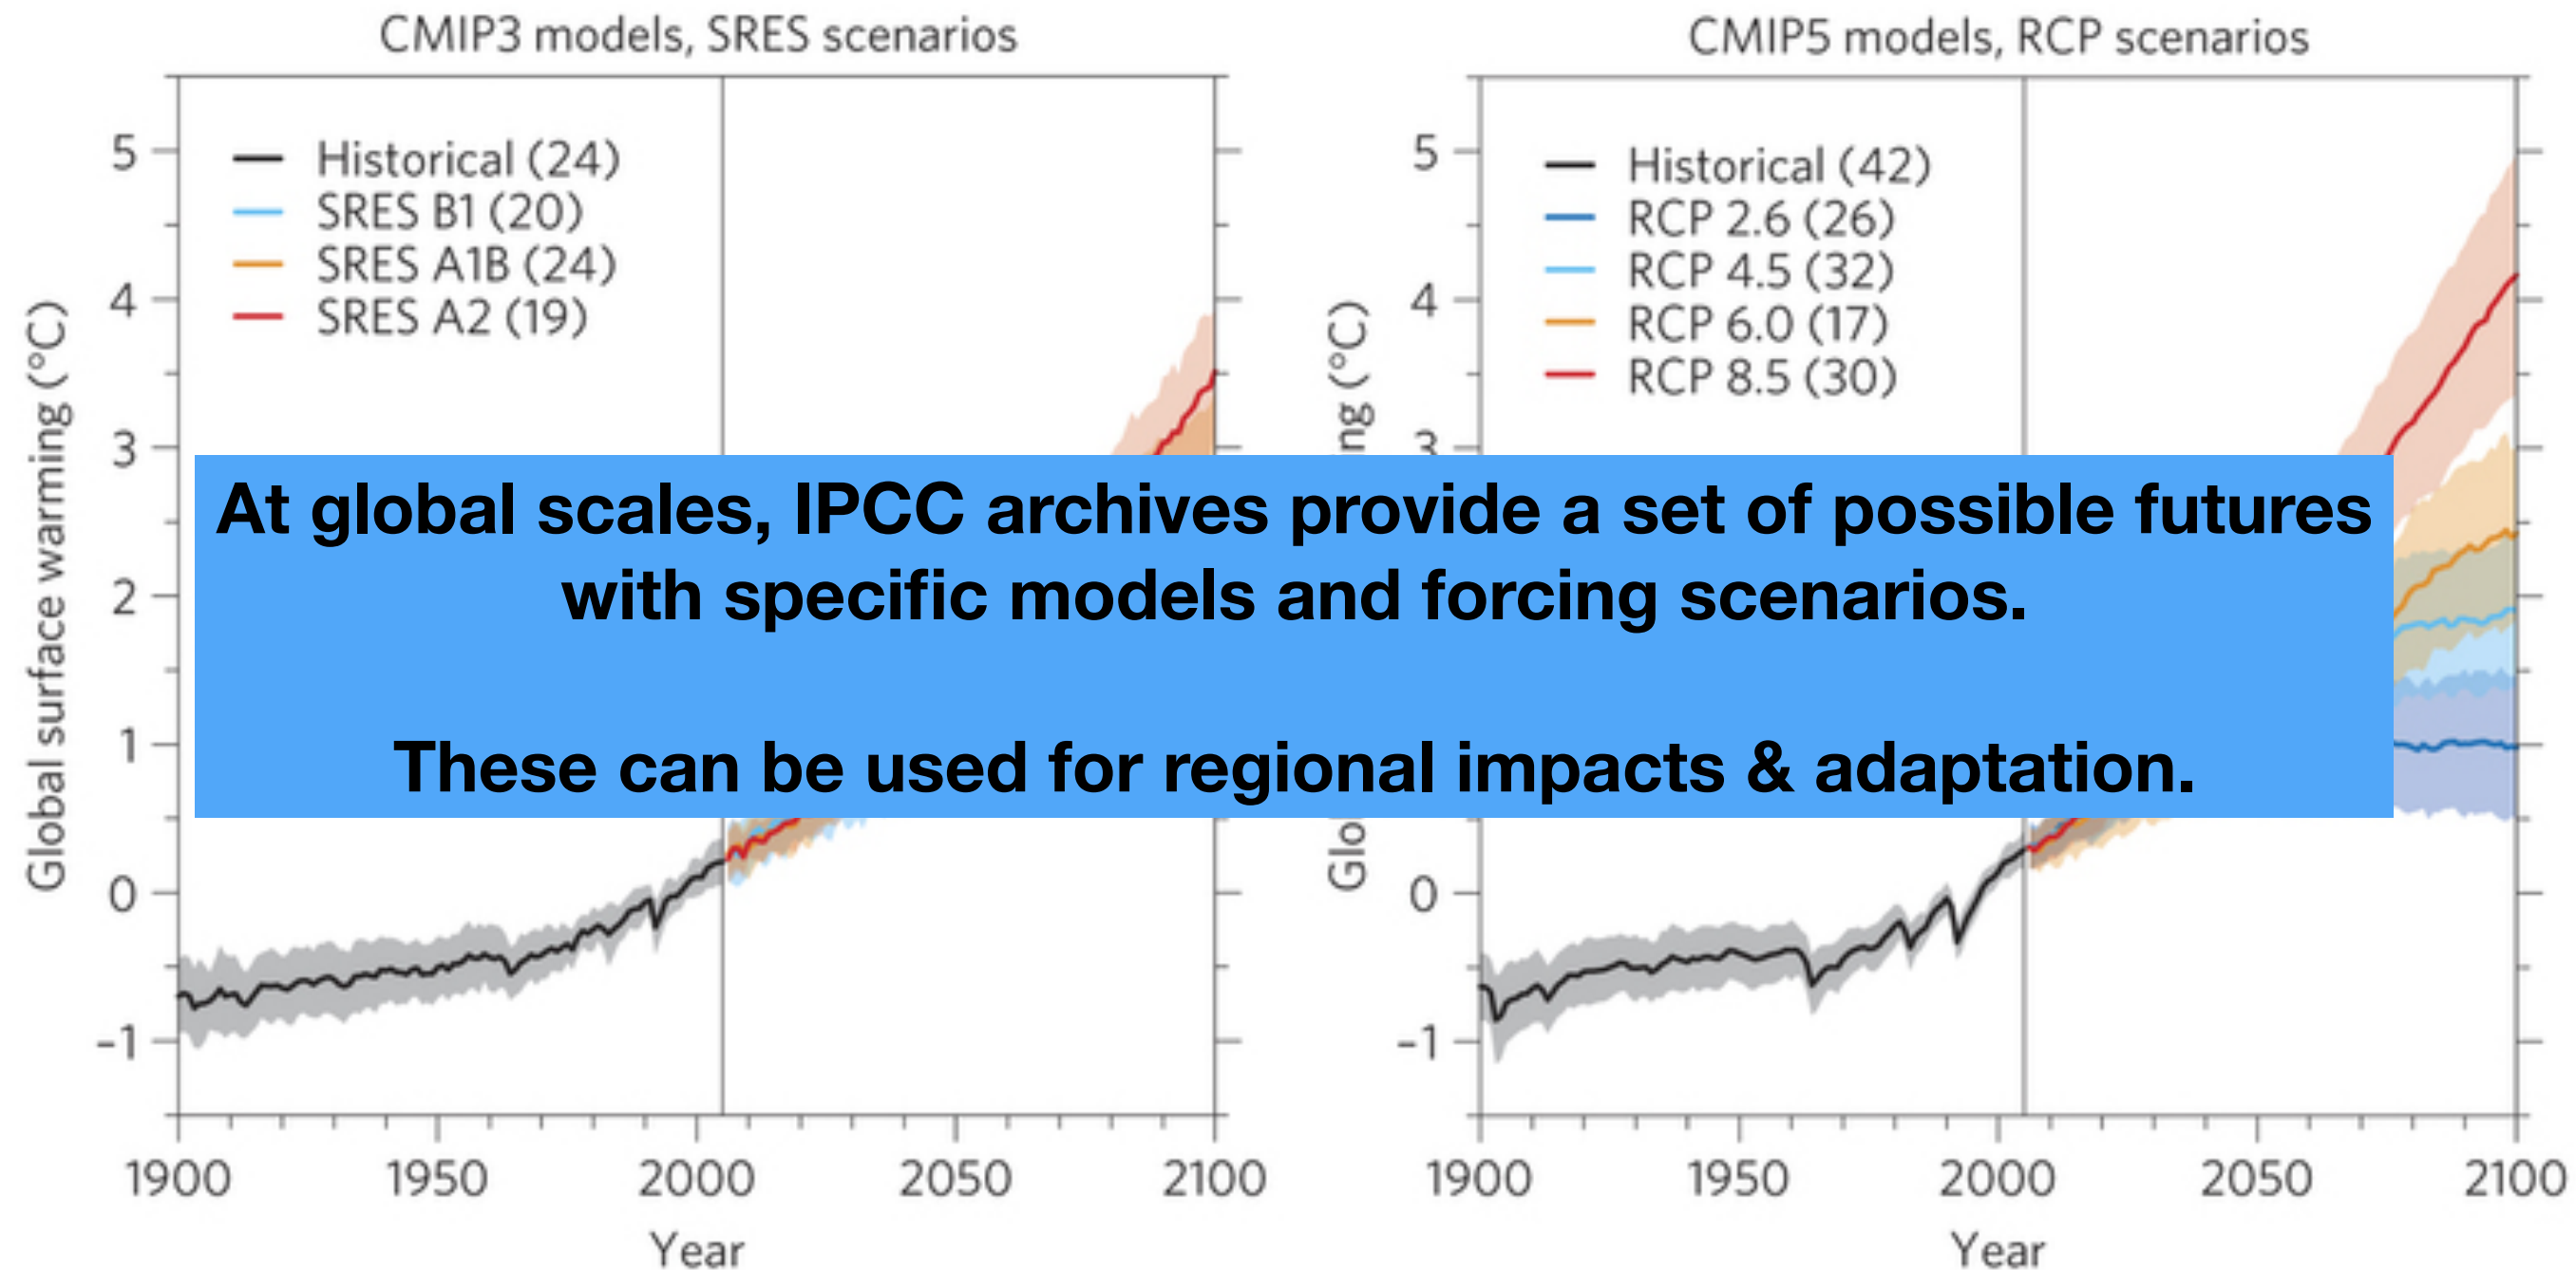 CMIP3 models, SRES scenarios
Global surface warming (°C)
5
4
3
2
1
0
-1
Historical (24)
SRES B1 (20)
SRES A1B (24)
SRES A2 (19)
1900 1950 2000 2050 2100
Year
CMIP5 models, RCP scenarios
Glo ng (°C)
5
4
3
0
-1
Historical (42)
RCP 2.6 (26)
RCP 4.5 (32)
RCP 6.0 (17)
RCP 8.5 (30)
1900 1950 2000 2050 2100
Year
At global scales, IPCC archives provide a set of possible futures
with specific models and forcing scenarios.
These can be used for regional impacts & adaptation.